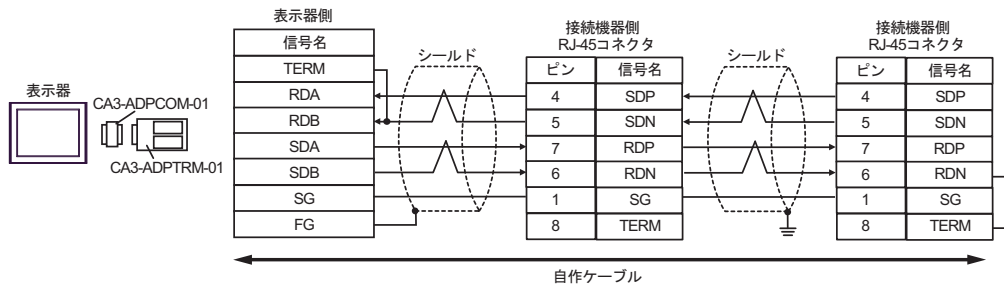 表示器
CA3-ADPCOM-01
CA3-ADPTRM-01
表示器側
信号名
TERM
RDA
RDB
SDA
SDB
SG
FG
シールド
接続機器側
RJ-45コネクタ
ピン 信号名
4 SDP
5 SDN
7 RDP
6 RDN
1 SG
8 TERM
シールド
接続機器側
RJ-45コネクタ
ピン 信号名
4 SDP
5 SDN
7 RDP
6 RDN
1 SG
8 TERM
自作ケーブル